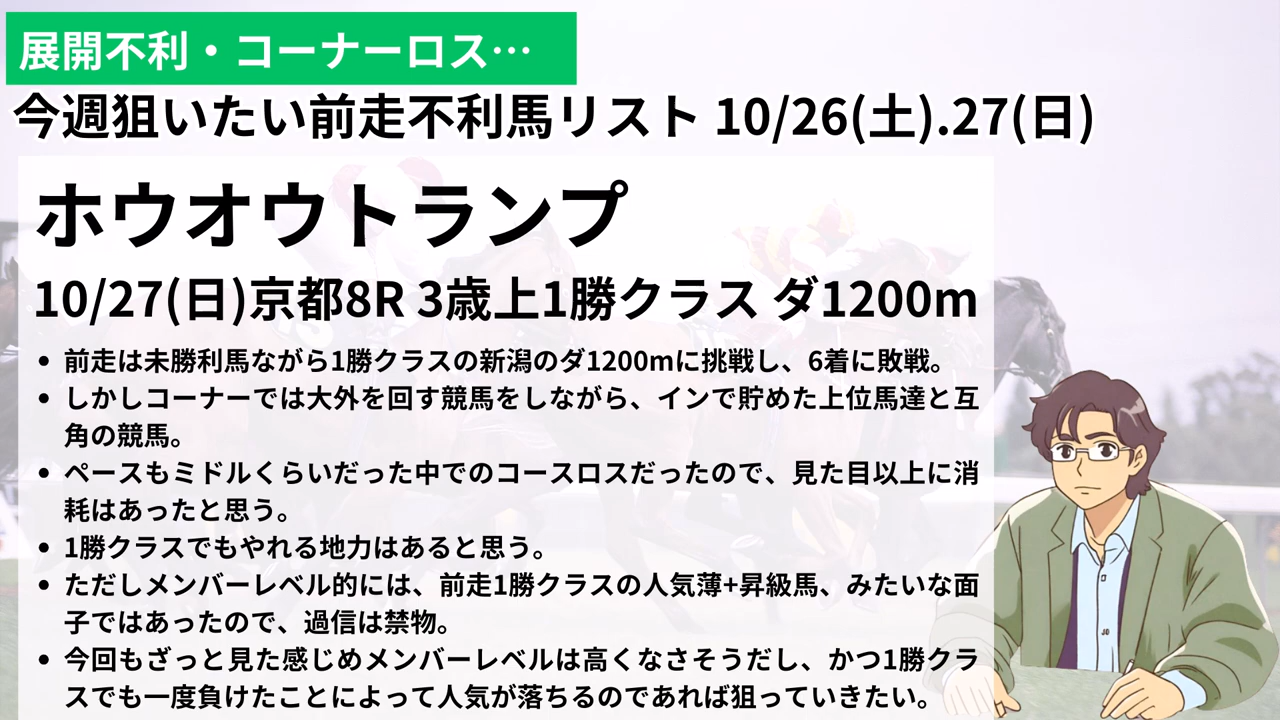 展開不利・コーナーロス…
今週狙いたい前走不利馬リスト 10/26(土).27(日)
ホウオウトランプ
10/27(日)京都8R 3歳上1勝クラス ダ1200m
• 前走は未勝利馬ながら1勝クラスの新潟のダ1200mに挑戦し、6着に敗戦。
• しかしコーナーでは大外を回す競馬をしながら、インで貯めた上位馬達と互
角の競馬。
• ペースもミドルくらいだった中でのコースロスだったので、見た目以上に消
耗はあったと思う。
• 1勝クラスでもやれる地力はあると思う。
• ただしメンバーレベル的には、前走1勝クラスの人気薄+昇級馬、みたいな面
子ではあったので、過信は禁物。
• 今回もざっと見た感じめメンバーレベルは高くなさそうだし、かつ1勝クラ
スでも一度負けたことによって人気が落ちるのであれば狙っていきたい。